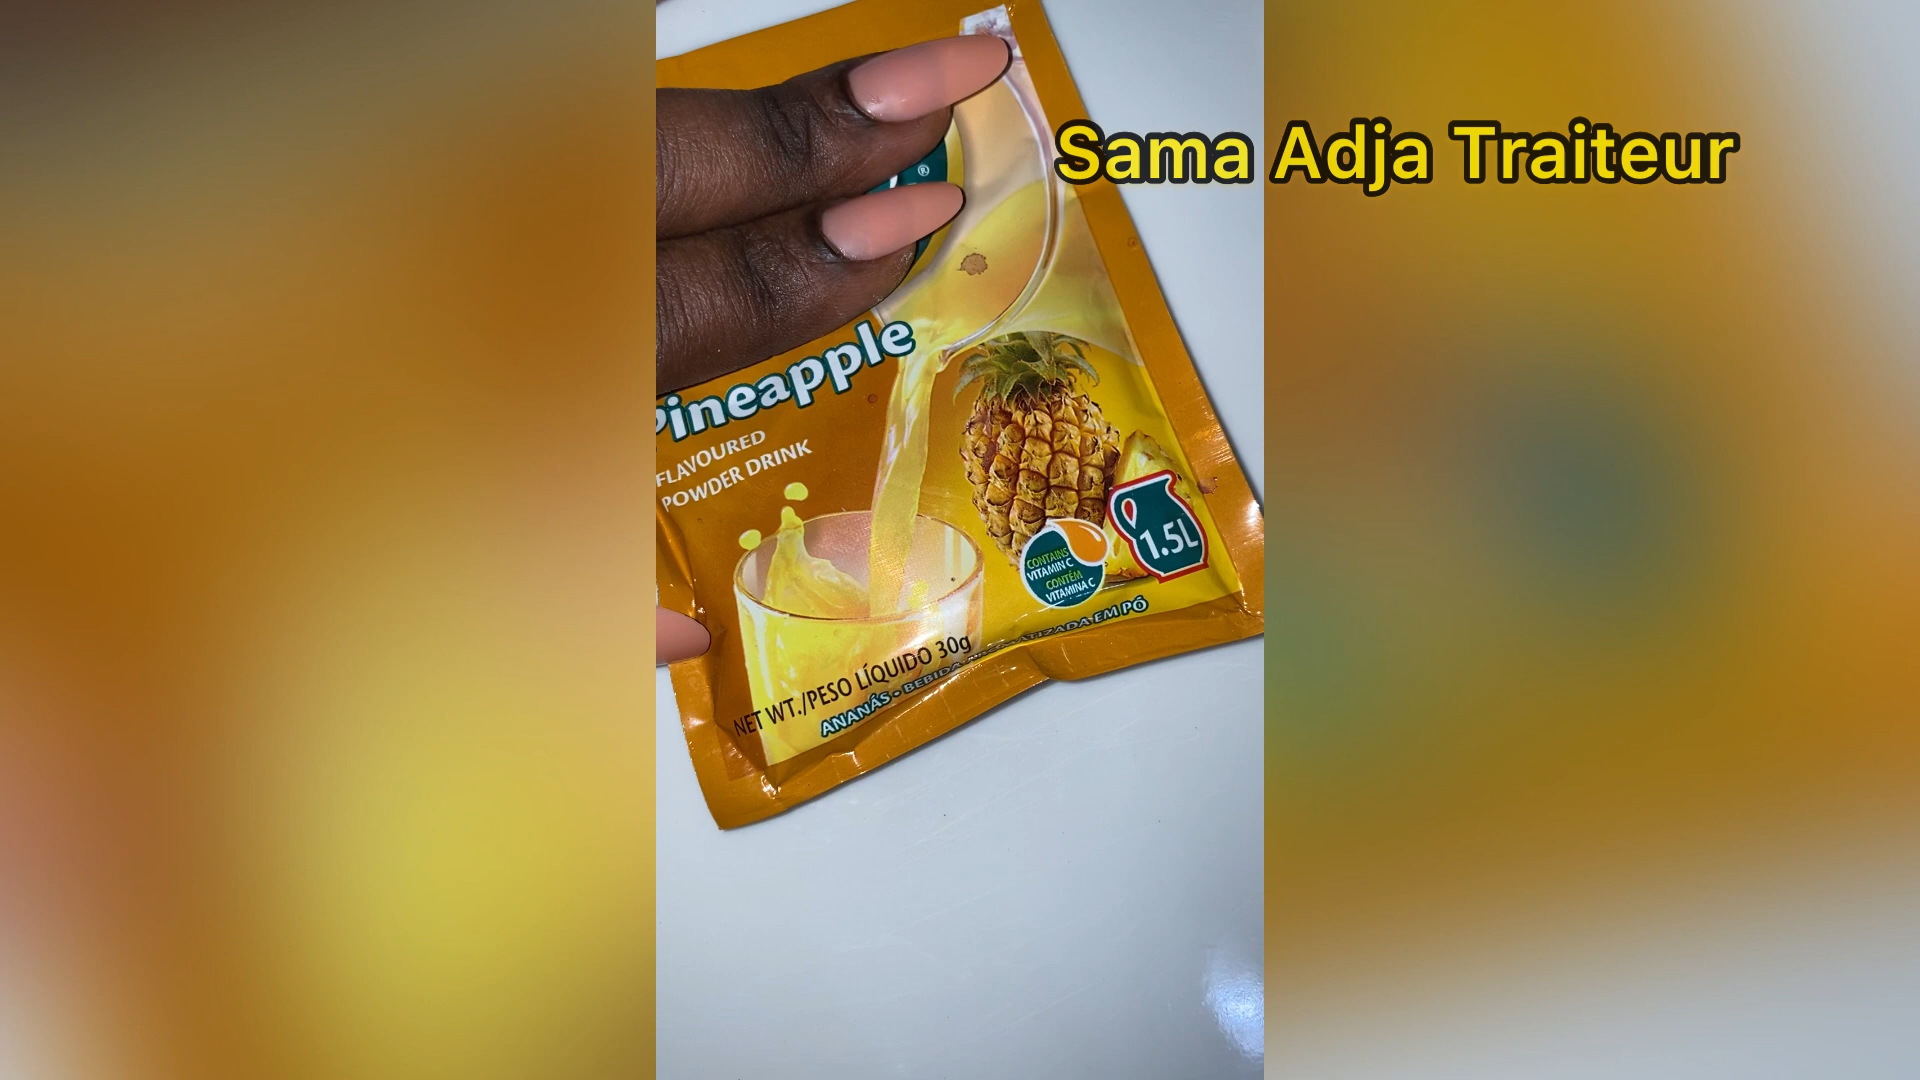 Sama Adja Traiteur
®
Pineapple
FLAVOURED
POWDER DRINK
1.5L
CONTAINS
VITAMIN C
CONTÉM
VITAMINA C
NET WT./PESO LÍQUIDO 30g
ANANÁS • BEBIDA AROMATIZADA EM PÓ